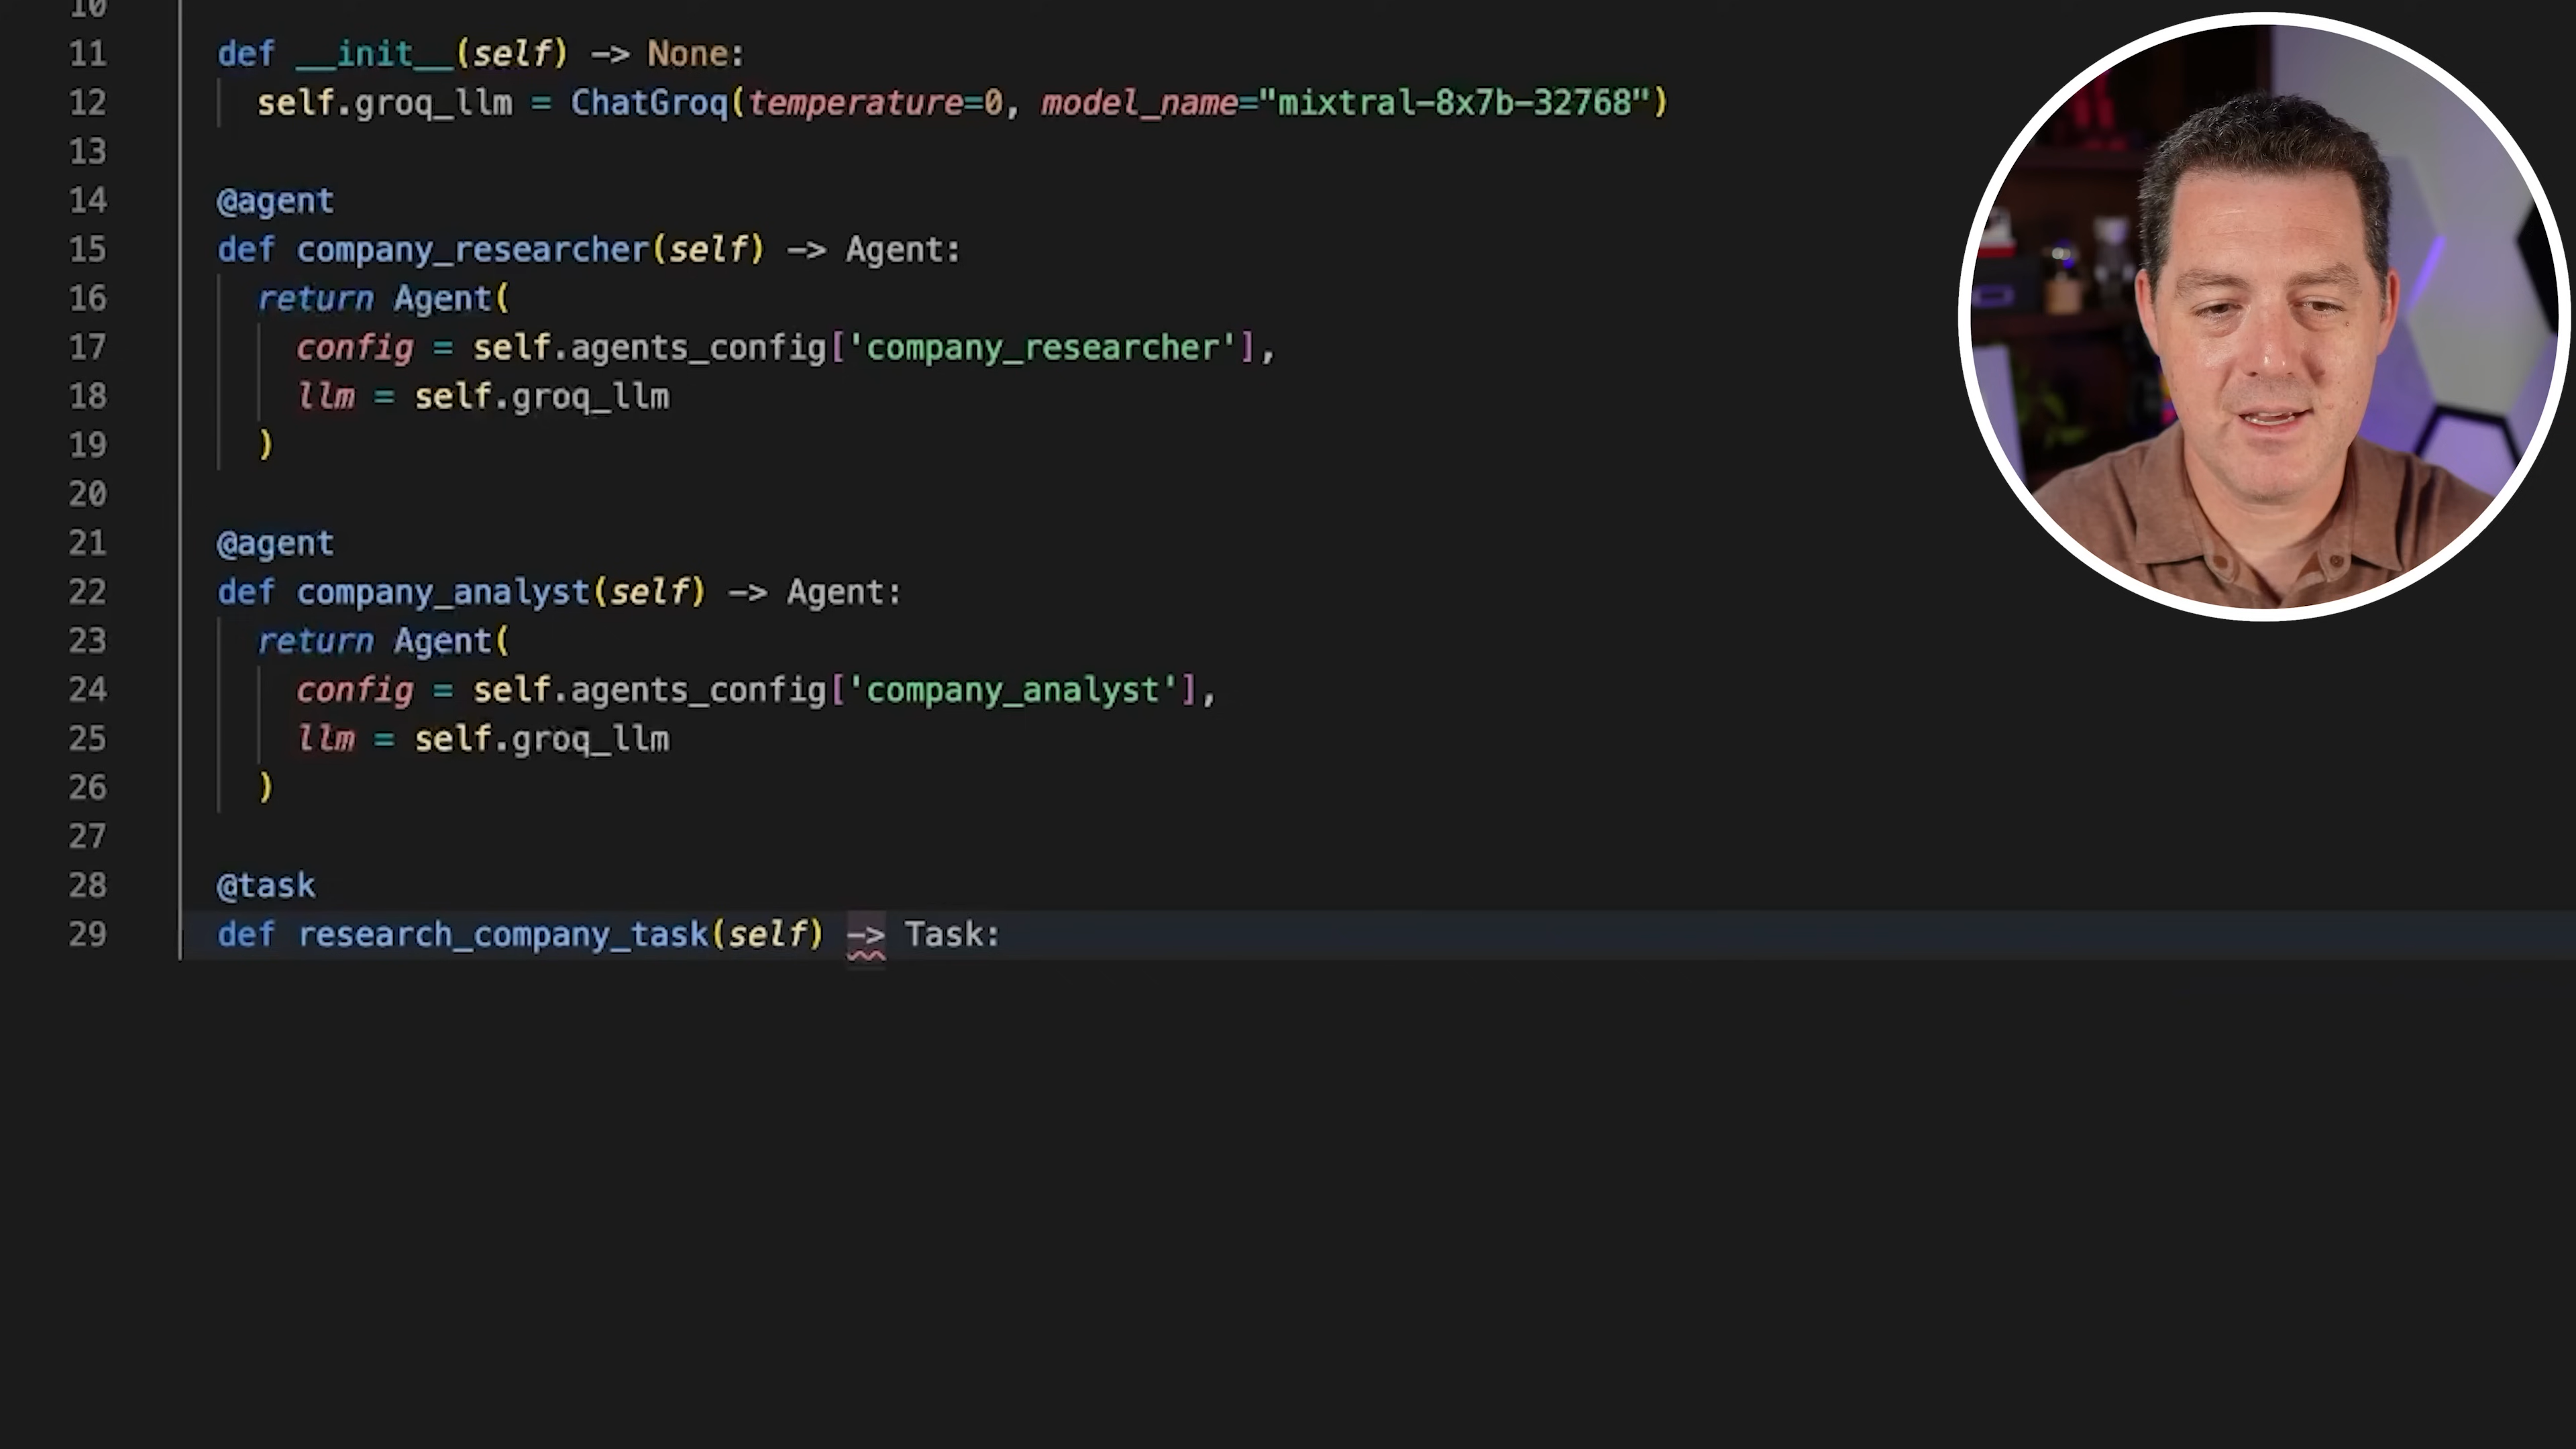 10
11 def __init__(self) -> None:
12 self.groq_llm = ChatGroq(temperature=0, model_name="mixtral-8x7b-32768")
13
14 @agent
15 def company_researcher(self) -> Agent:
16 return Agent(
17 config = self.agents_config['company_researcher'],
18 llm = self.groq_llm
19 )
20
21 @agent
22 def company_analyst(self) -> Agent:
23 return Agent(
24 config = self.agents_config['company_analyst'],
25 llm = self.groq_llm
26 )
27
28 @task
29 def research_company_task(self) -> Task: